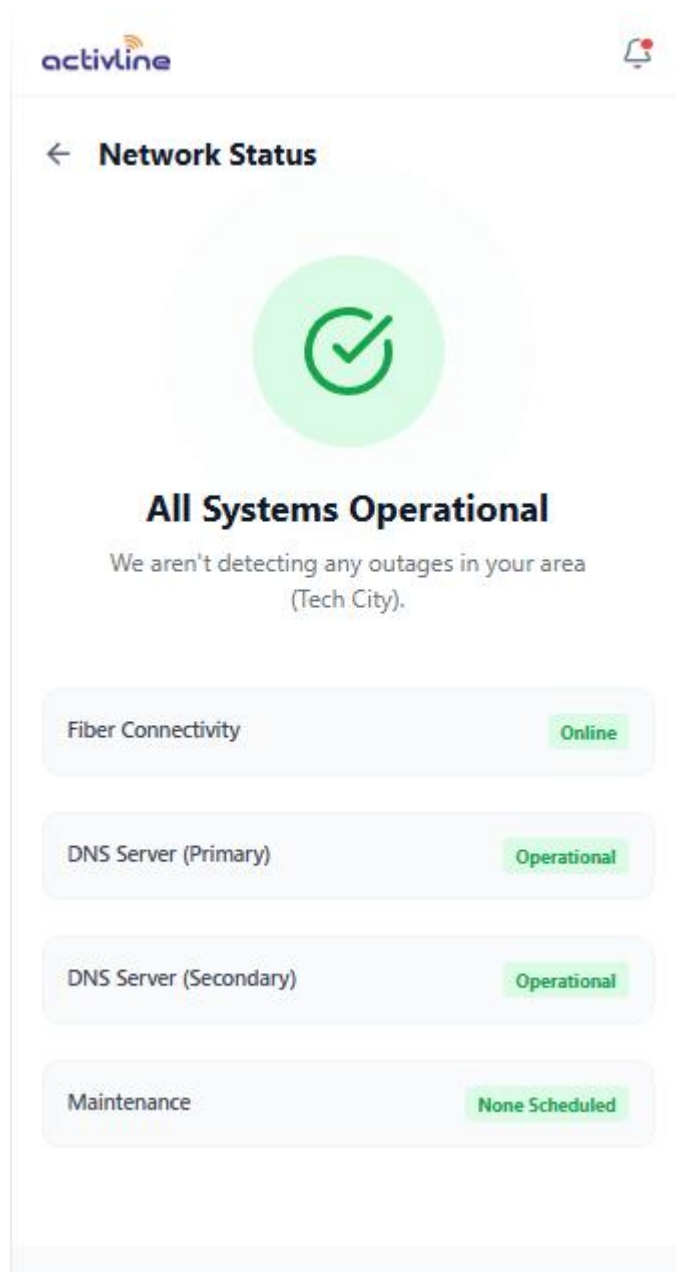 activline
Network Status
All Systems Operational
We aren't detecting any outages in your area
(Tech City).
Fiber Connectivity
Online
DNS Server (Primary)
Operational
DNS Server (Secondary)
Operational
Maintenance
None Scheduled